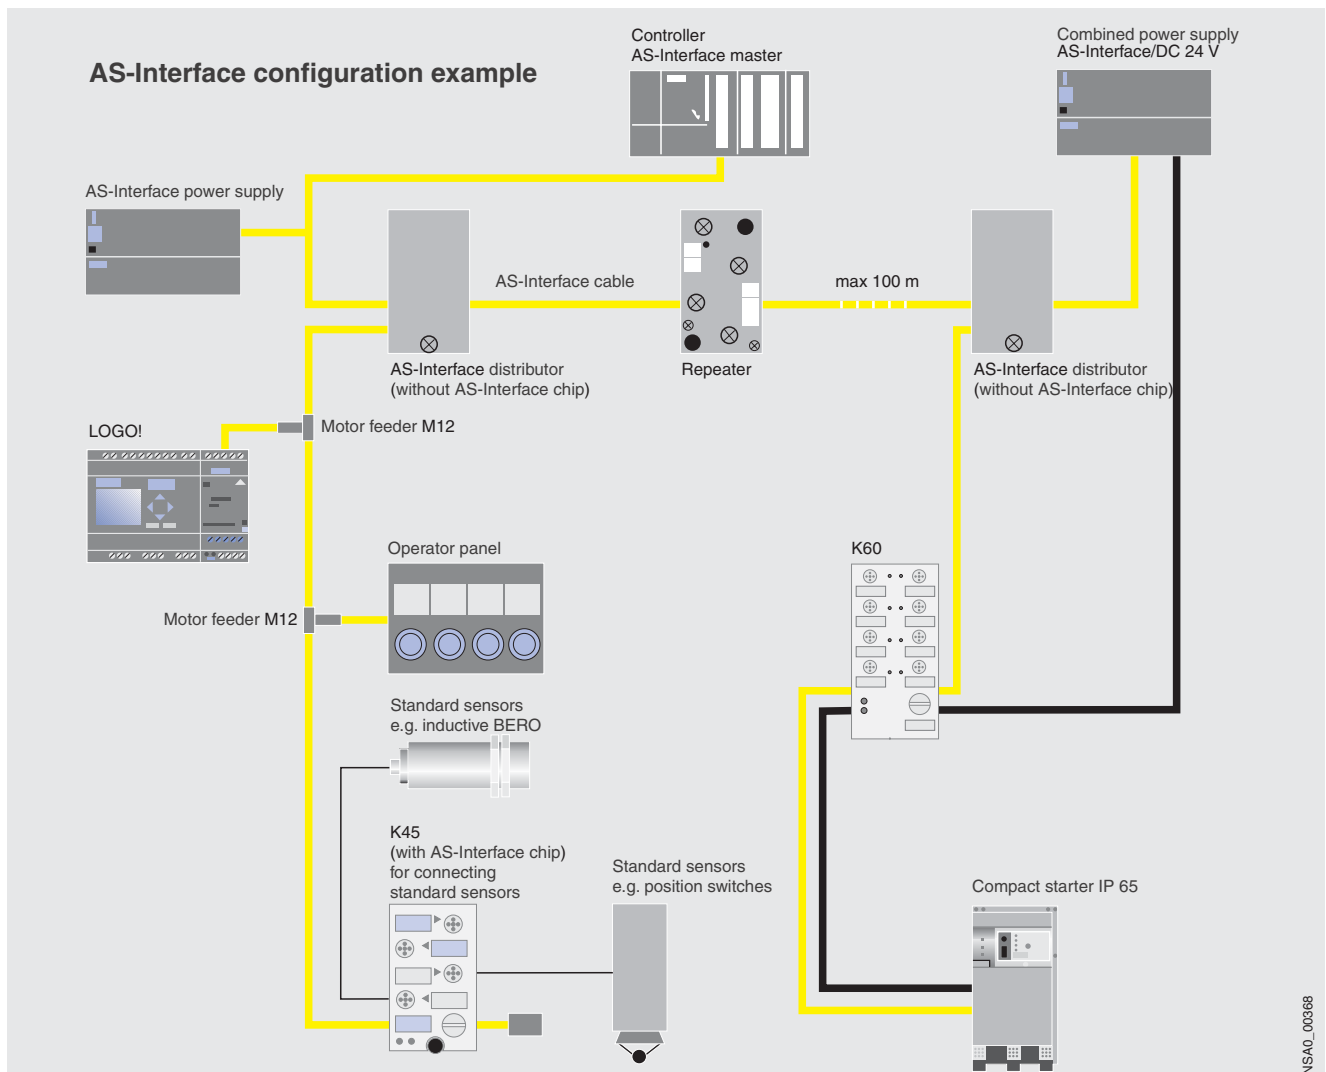 AS-Interface configuration example
Controller
AS-Interface master
Combined power supply
AS-Interface/DC 24 V
AS-Interface power supply
AS-Interface cable
max 100 m
AS-Interface distributor
(without AS-Interface chip)
Repeater
AS-Interface distributor
(without AS-Interface chip)
LOGO!
Motor feeder M12
Operator panel
K60
Motor feeder M12
Standard sensors
e.g. inductive BERO
K45
(with AS-Interface chip)
for connecting
standard sensors
Standard sensors
e.g. position switches
Compact starter IP 65
NSA0_00368